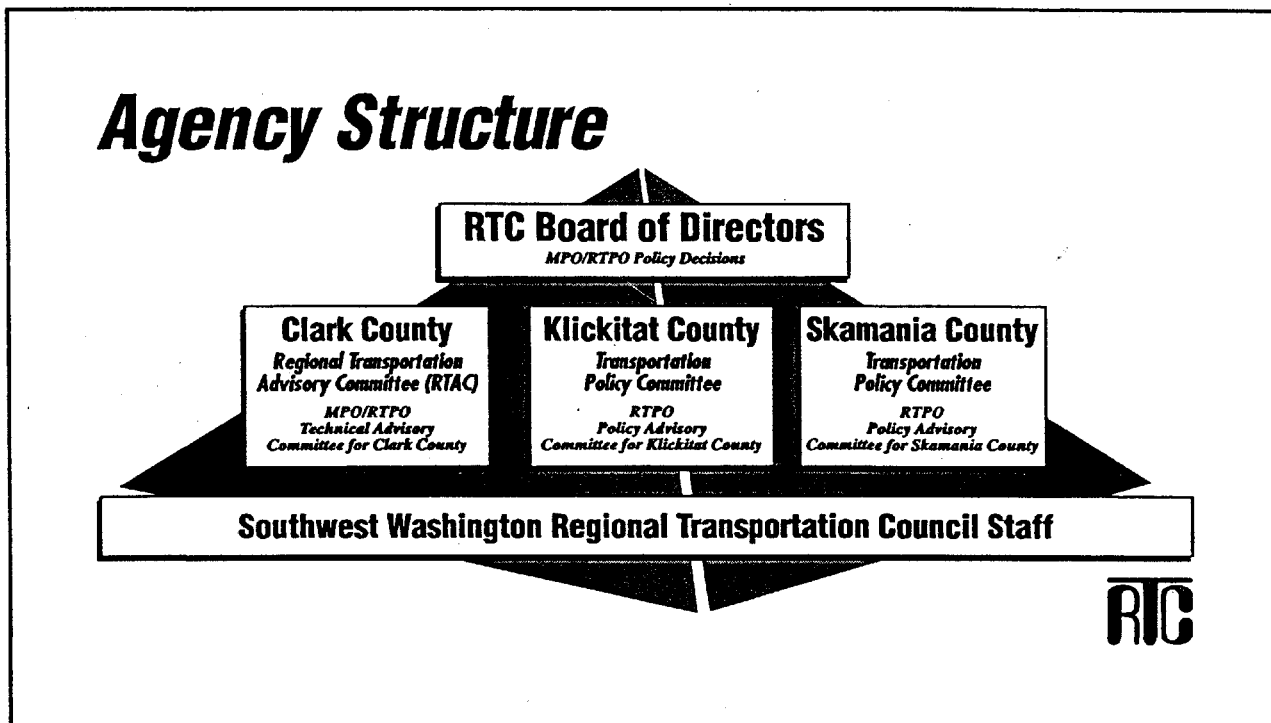 Agency Structure
RTC Board of Directors
MPO/RTPO Policy Decisions
Clark County
Regional Transportation
Advisory Committee (RTAC)
MPO/RTPO
Technical Advisory
Committee for Clark County
Klickitat County
Transportation
Policy Committee
RTPO
Policy Advisory
Committee for Klickitat County
Skamania County
Transportation
Policy Committee
RTPO
Policy Advisory
Committee for Skamania County
Southwest Washington Regional Transportation Council Staff
RTC